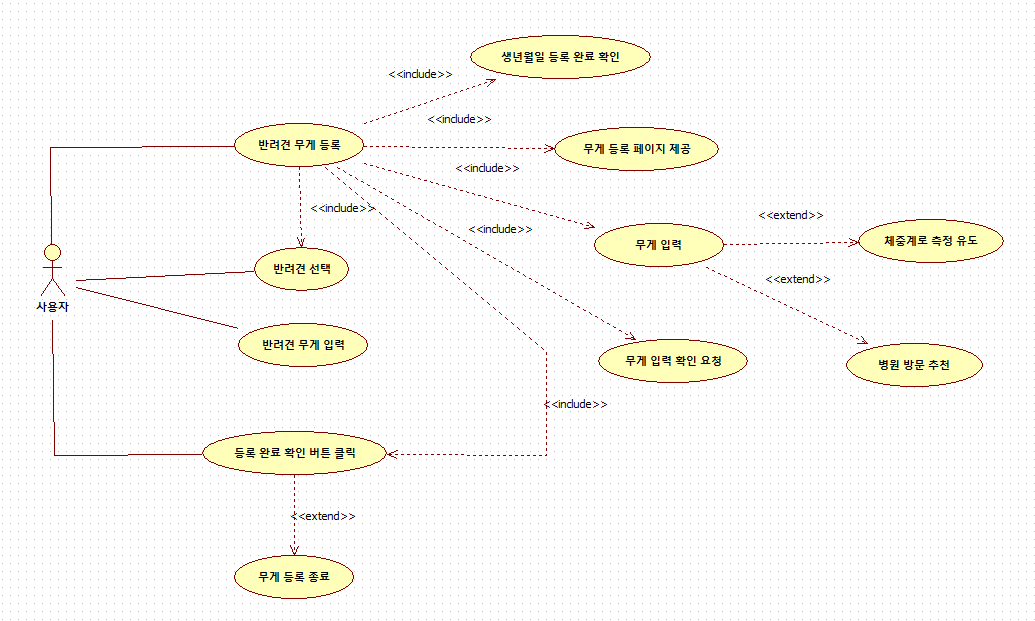 생년월일 등록 완료 확인
<<include>>
<<include>>
반려견 무게 등록
무게 등록 페이지 제공
<<include>>
<<include>>
<<include>>
<<extend>>
무게 입력
체중계로 측정 유도
반려견 선택
<<extend>>
사용자
반려견 무게 입력
무게 입력 확인 요청
병원 방문 추천
<<include>>
등록 완료 확인 버튼 클릭
<<extend>>
무게 등록 종료